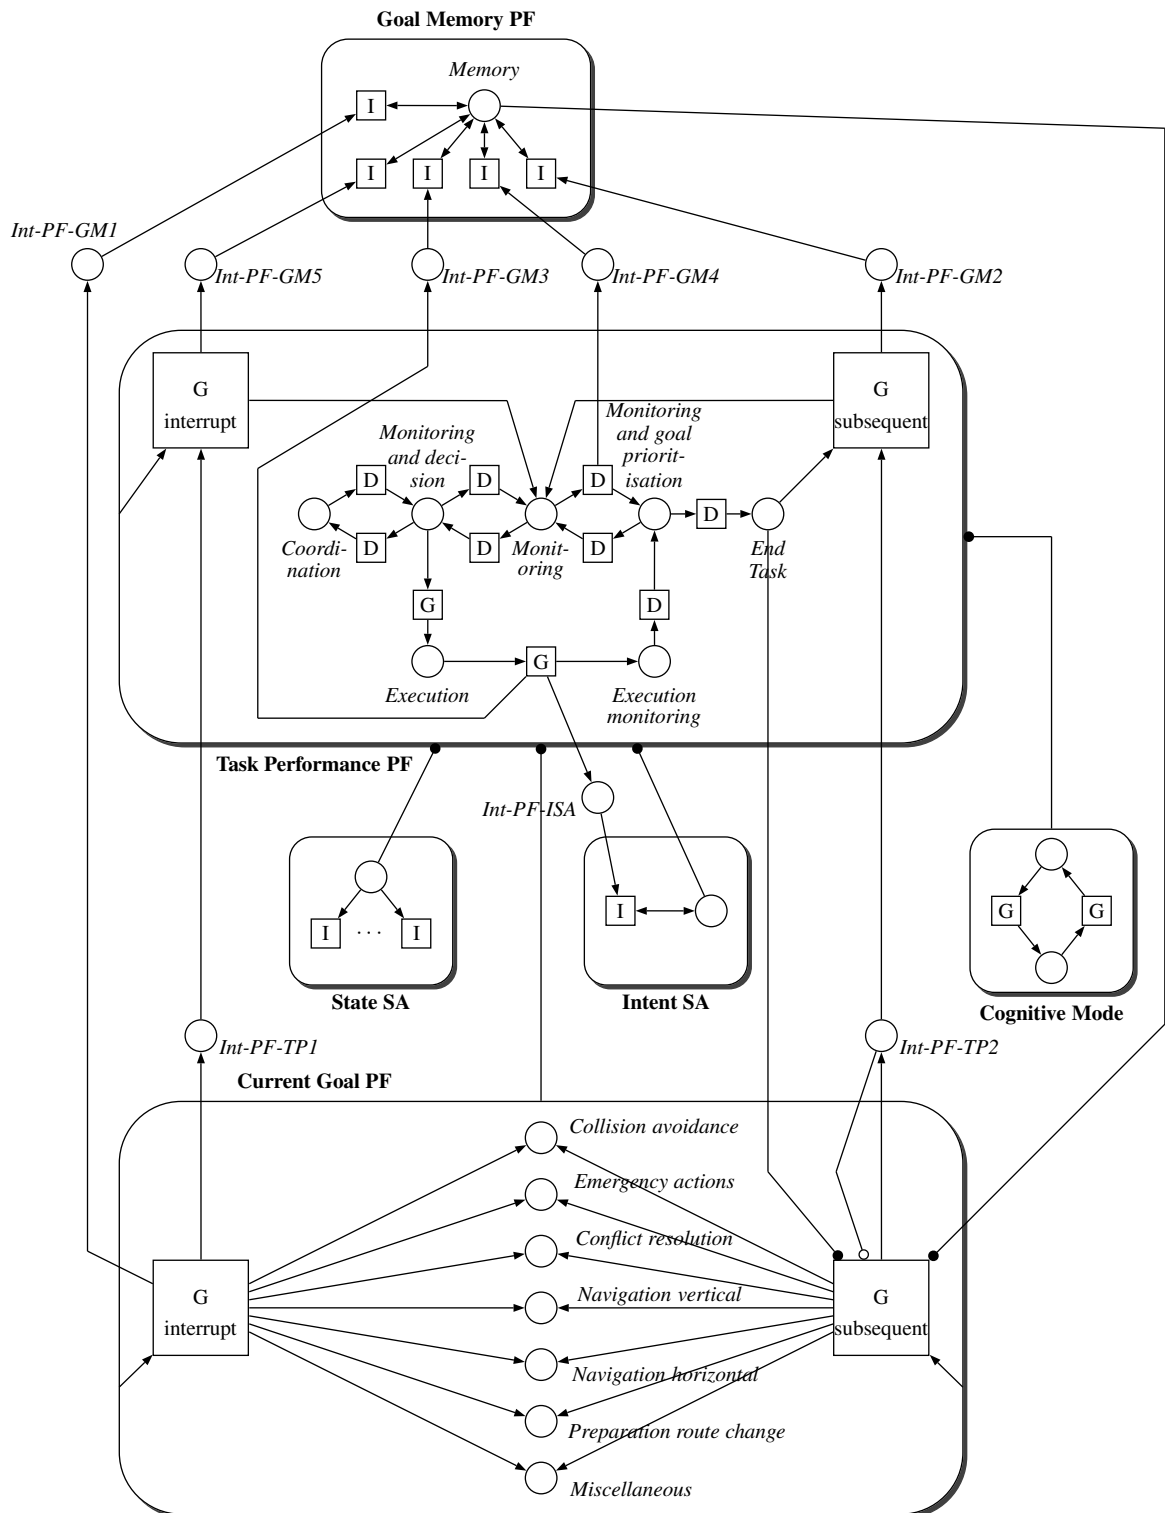 Goal Memory PF
Memory
I
I
I
I
I
Int-PF-GM1
Int-PF-GM5
Int-PF-GM3
Int-PF-GM4
Int-PF-GM2
G
interrupt
G
subsequent
Monitoring
and deci-
sion
Monitoring
and goal
priorit-
isation
D
D
D
D
D
D
D
Coordi-
nation
Monit-
oring
End
Task
G
D
G
Execution
Execution
monitoring
Task Performance PF
Int-PF-ISA
I
. . .
I
State SA
I
Intent SA
G
G
Cognitive Mode
Int-PF-TP1
Int-PF-TP2
Current Goal PF
Collision avoidance
Emergency actions
Conflict resolution
Navigation vertical
Navigation horizontal
Preparation route change
Miscellaneous
G
interrupt
G
subsequent